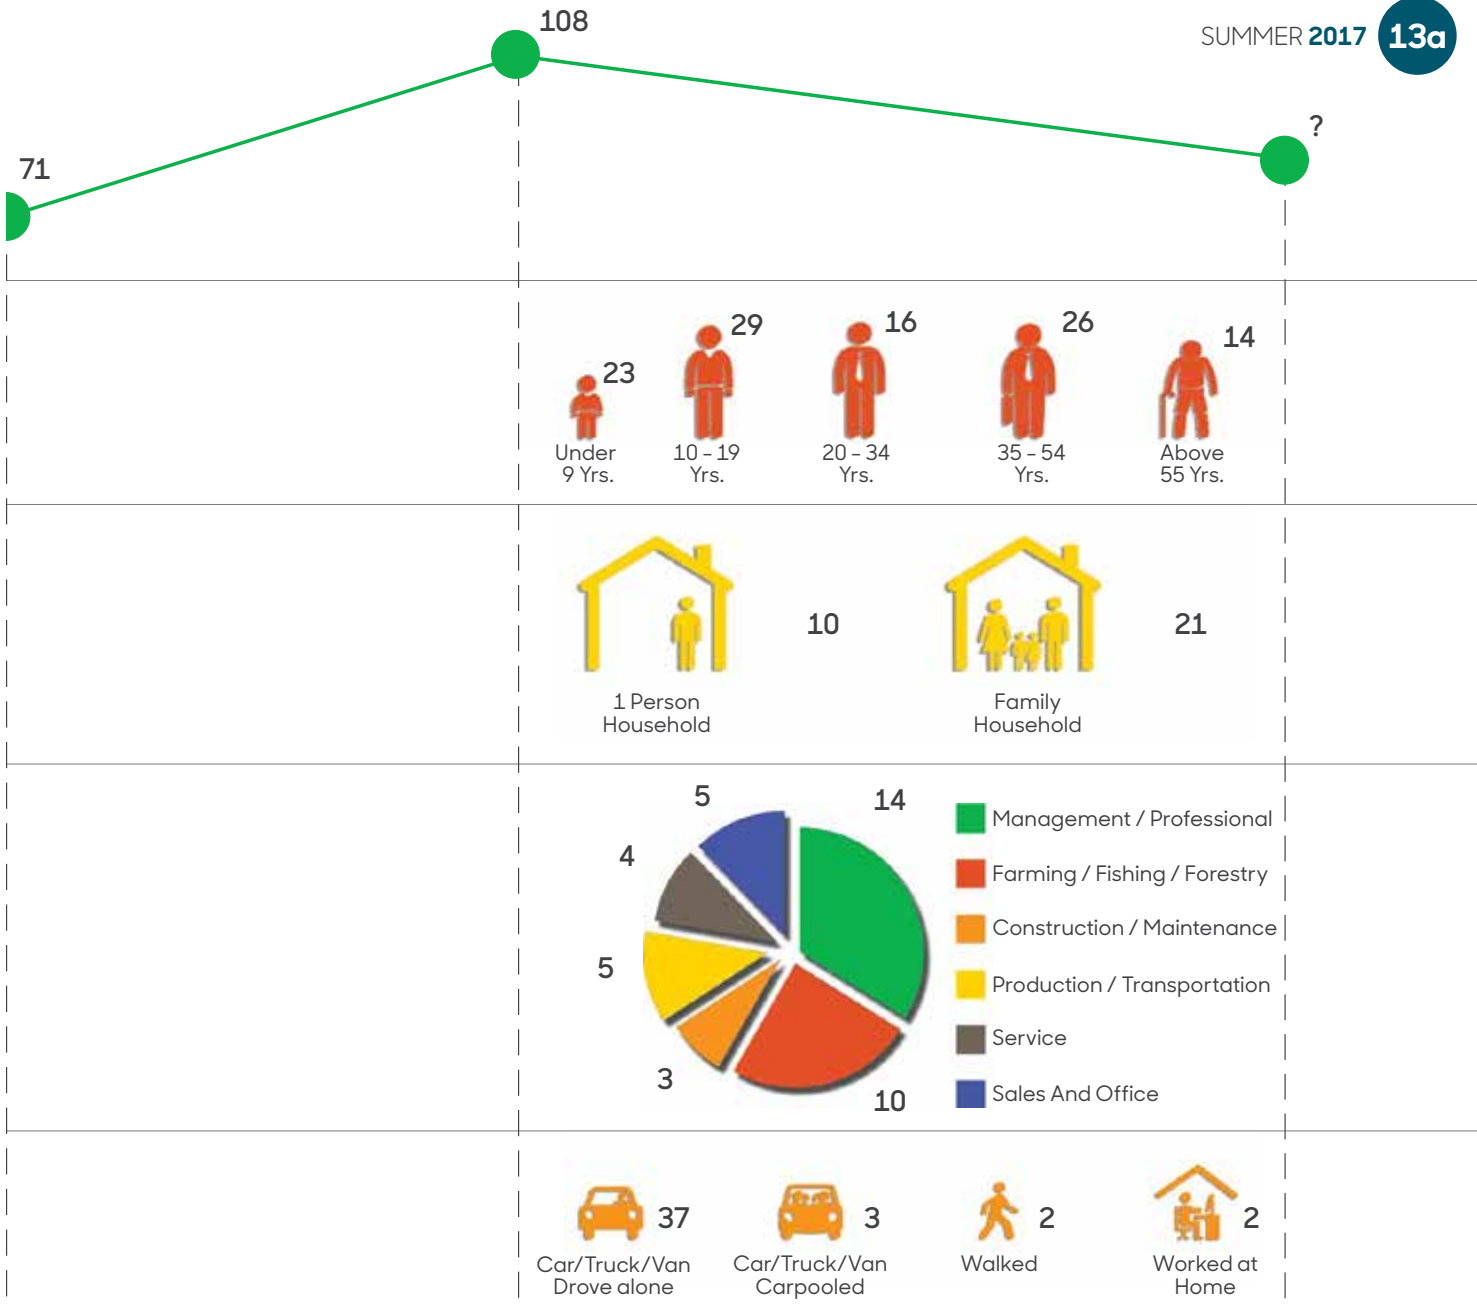 108
SUMMER 2017 13a
?
71
23
29
16
26
14
Under
9 Yrs.
10 - 19
Yrs.
20 - 34
Yrs.
35 - 54
Yrs.
Above
55 Yrs.
10
21
1 Person
Household
Family
Household
5
14
4
5
3
10
Management / Professional
Farming / Fishing / Forestry
Construction / Maintenance
Production / Transportation
Service
Sales And Office
37
3
2
2
Car/Truck/Van
Drove alone
Car/Truck/Van
Carpooled
Walked
Worked at
Home